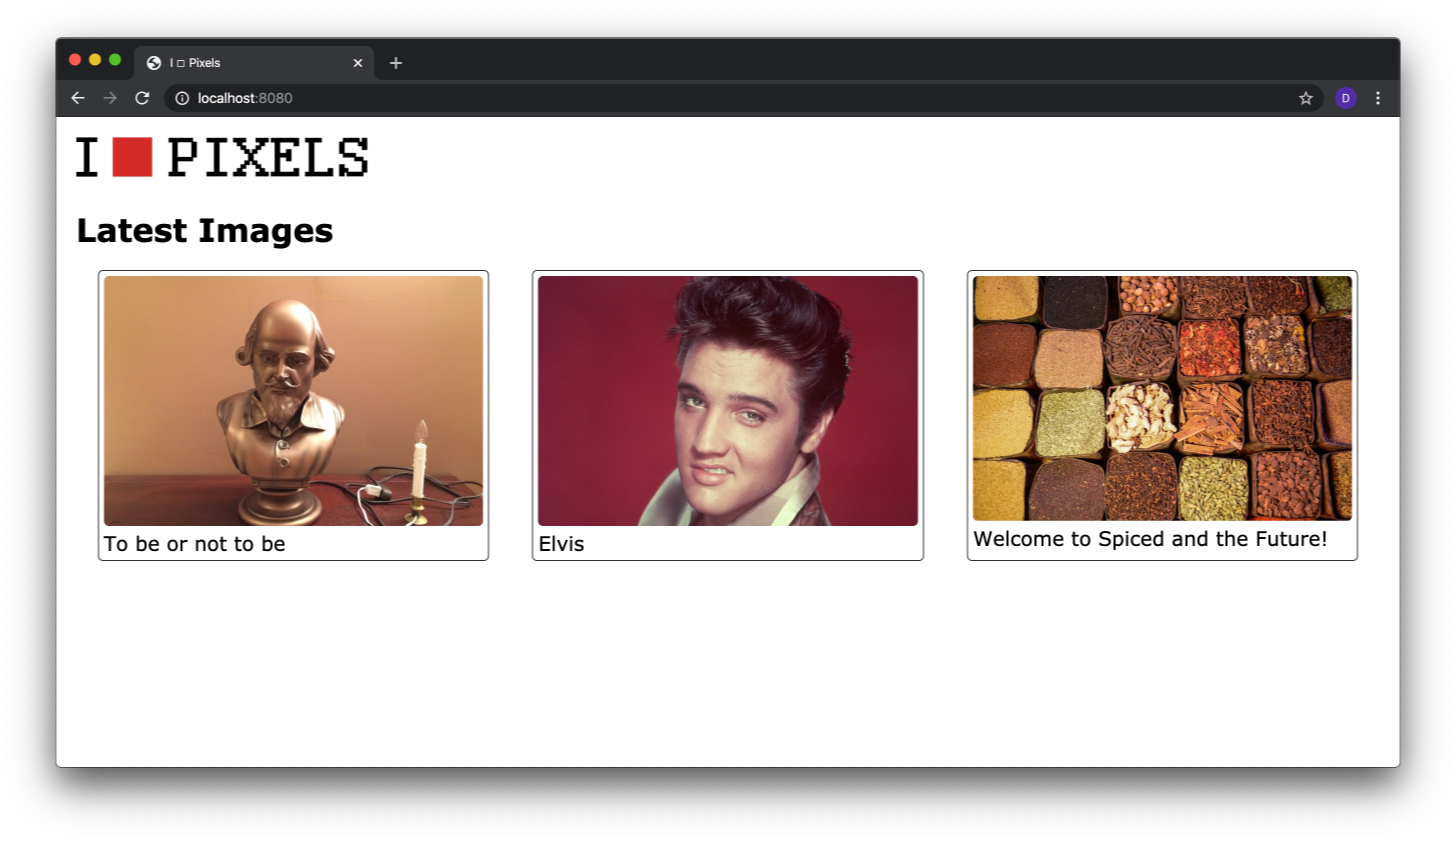 I □ Pixels
localhost:8080
D
I PIXELS
Latest Images
To be or not to be
Elvis
Welcome to Spiced and the Future!